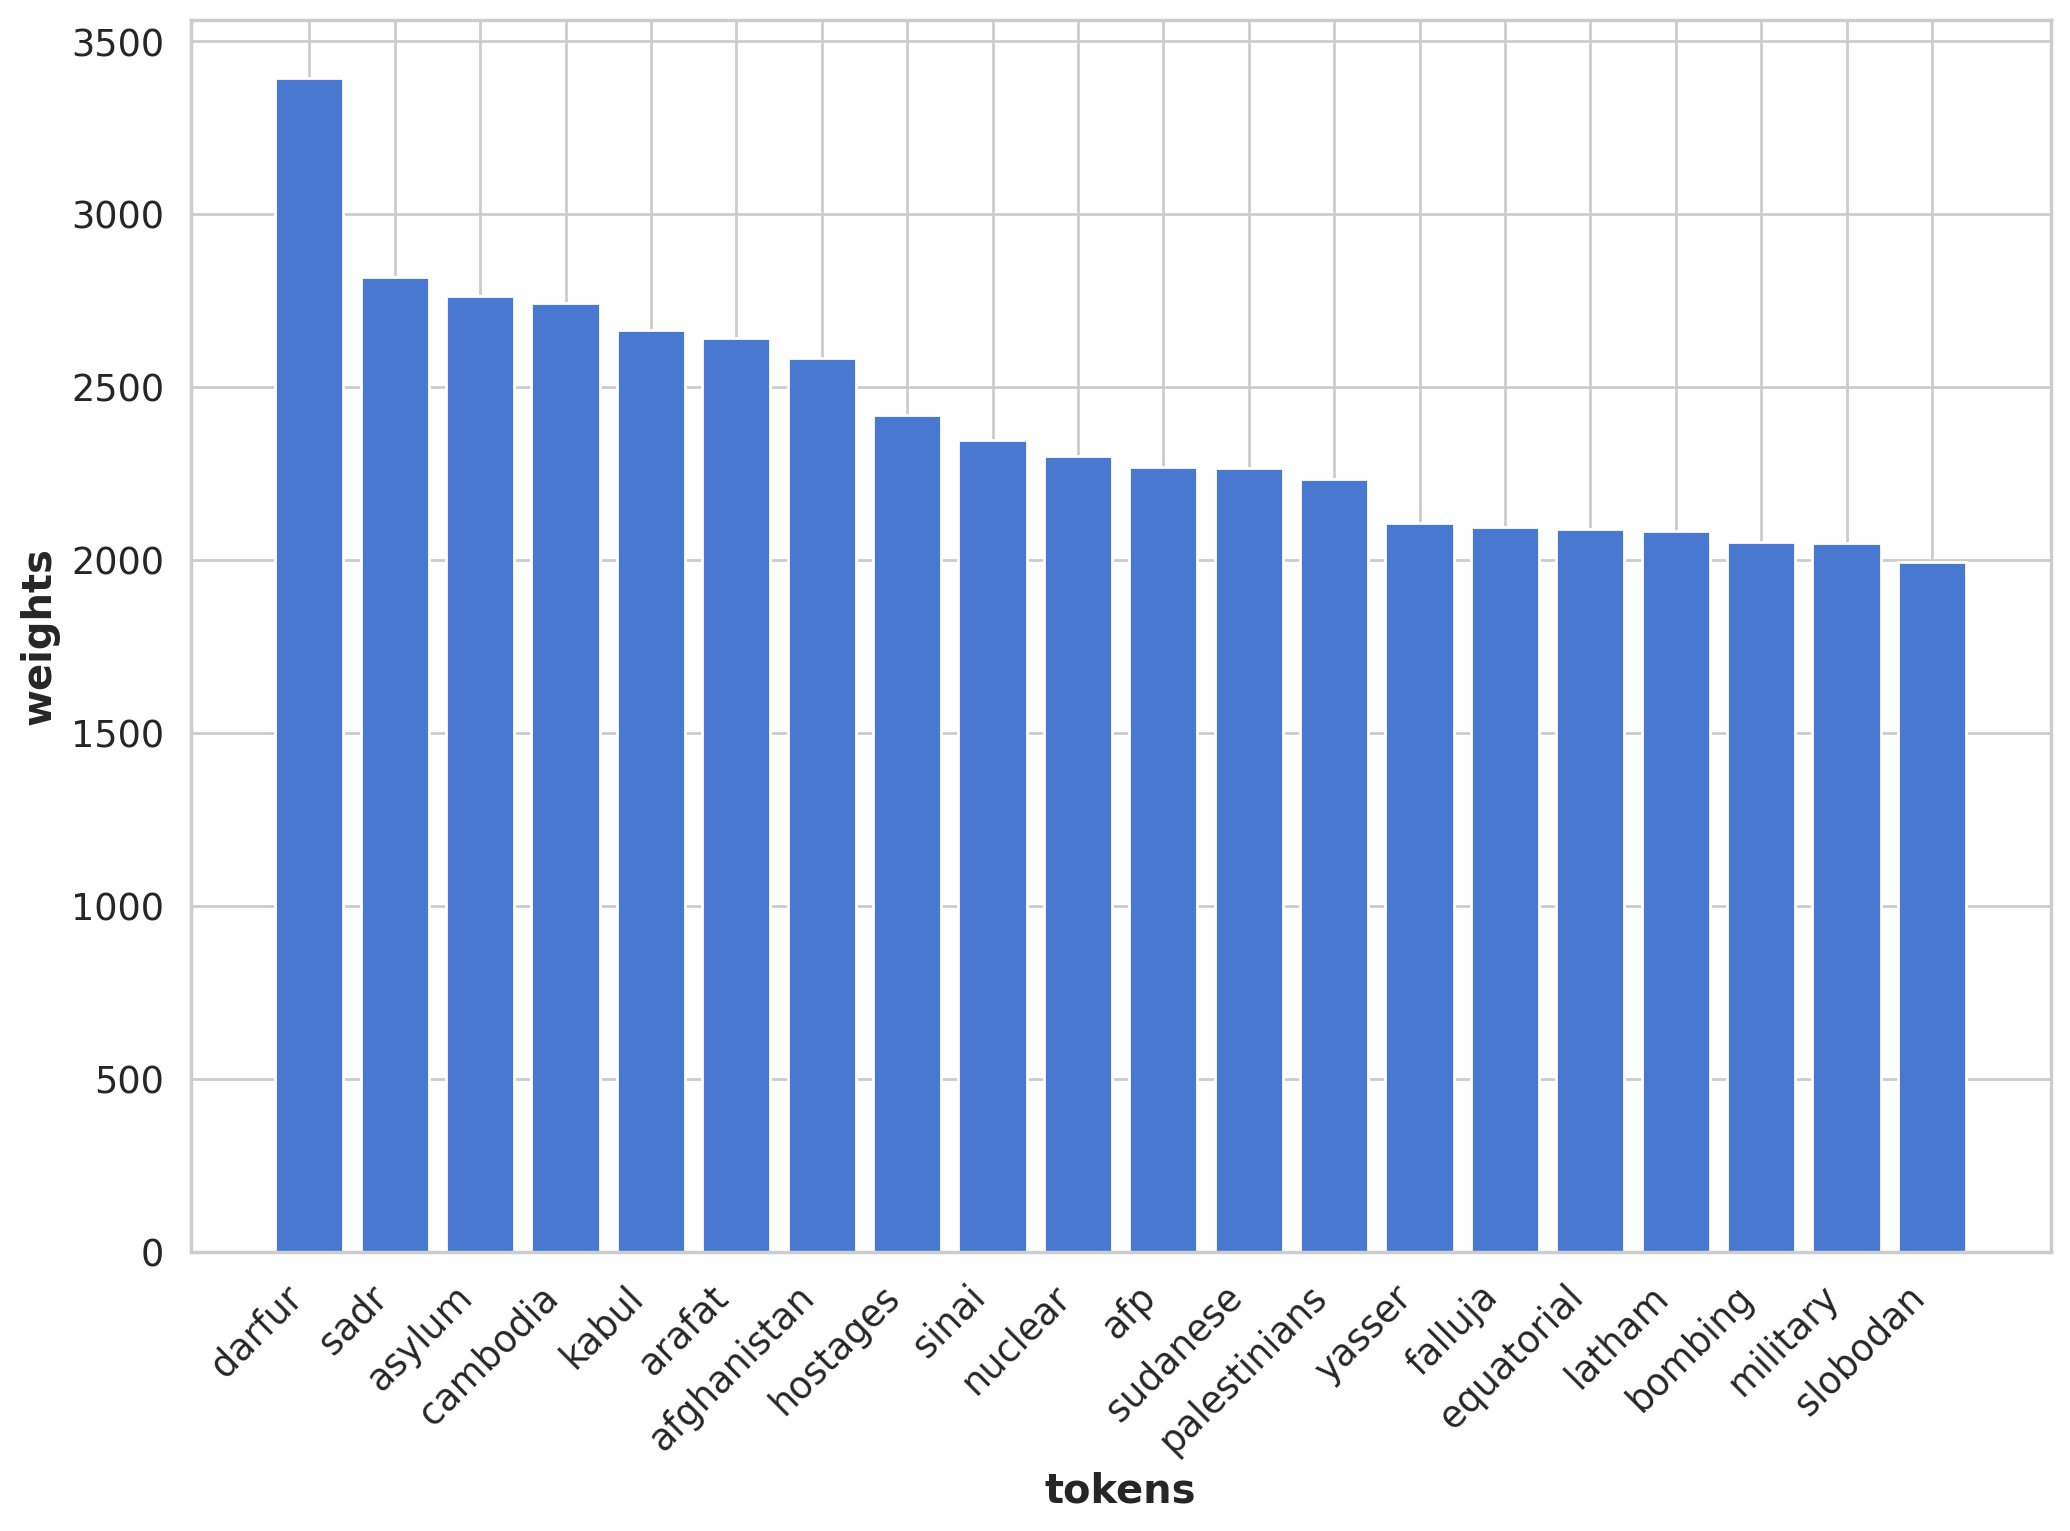 3500
3000
2500
2000
1500
1000
500
0
weights
darfur
sadr
asylum
cambodia
kabul
arafat
afghanistan
hostages
sinai
nuclear
afp
sudanese
palestinians
yasser
falluja
equatorial
latham
bombing
military
slobodan
tokens